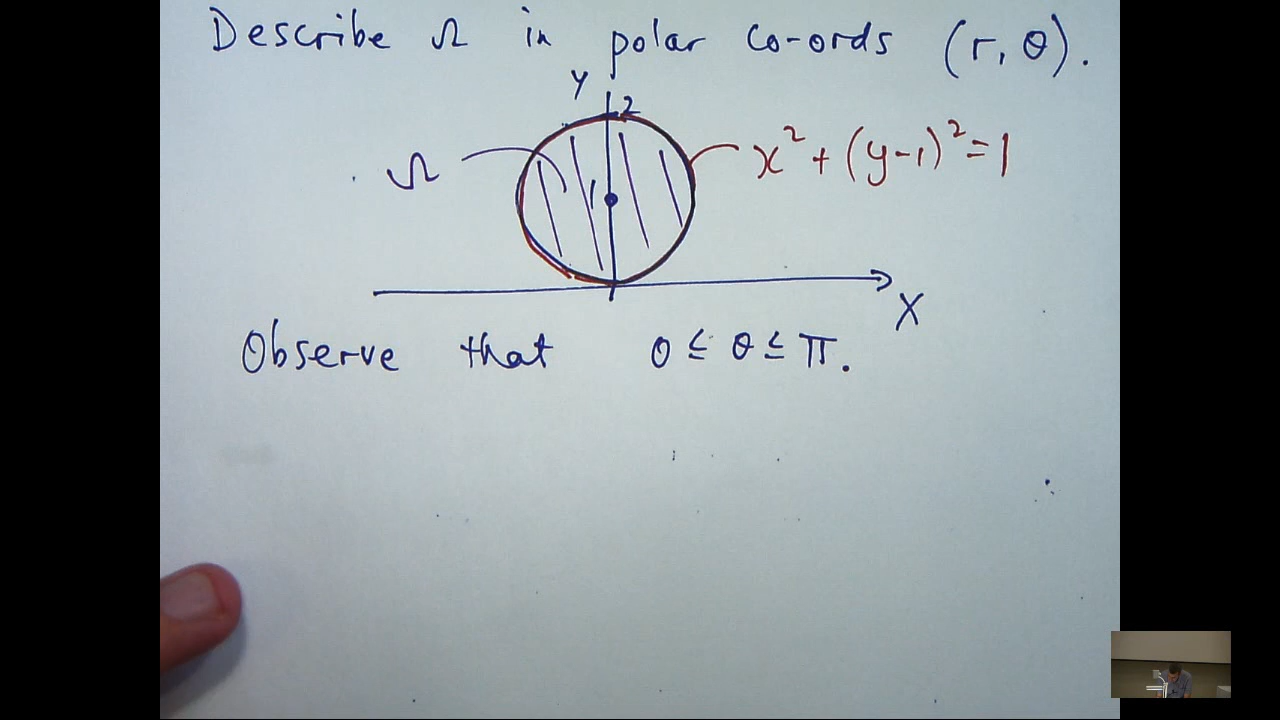 Describe Ω in polar co-ords (r, θ).
y
2
Ω
1
x² + (y-1)² = 1
x
Observe that 0 ≤ θ ≤ π.